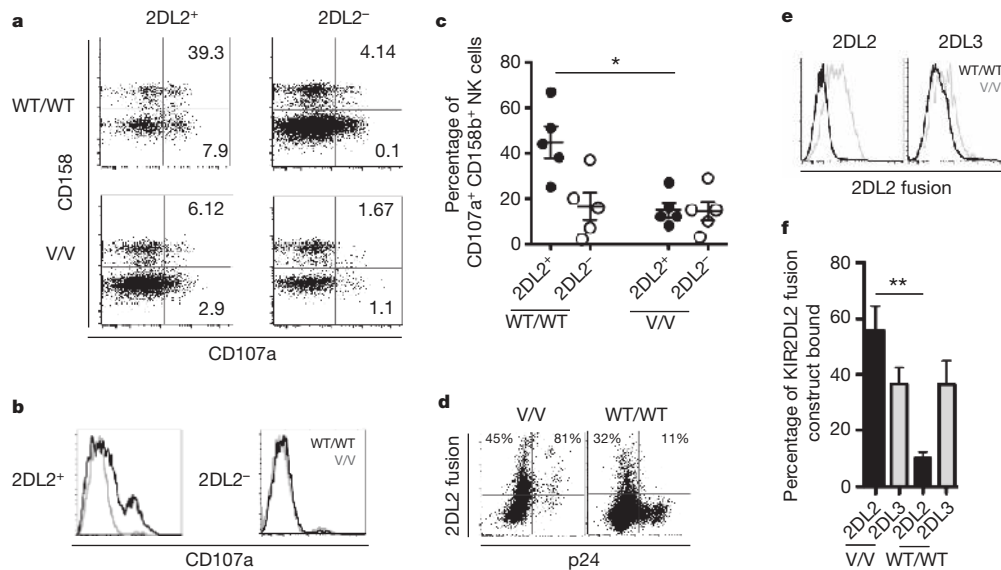 a
2DL2⁺ 2DL2⁻
39.3 4.14
WT/WT
7.9 0.1
CD158
6.12 1.67
V/V
2.9 1.1
CD107a
b
2DL2⁺ 2DL2⁻
WT/WT
V/V
CD107a
c
Percentage of
CD107a⁺ CD158b⁺ NK cells
80
60
40
20
0
*
2DL2⁺ 2DL2⁻ 2DL2⁺ 2DL2⁻
WT/WT V/V
d
V/V WT/WT
45% 81% 32% 11%
2DL2 fusion
p24
e
2DL2 2DL3
WT/WT
V/V
2DL2 fusion
f
Percentage of KIR2DL2 fusion
construct bound
80
60
40
20
0
**
2DL2 2DL3 2DL2 2DL3
V/V WT/WT